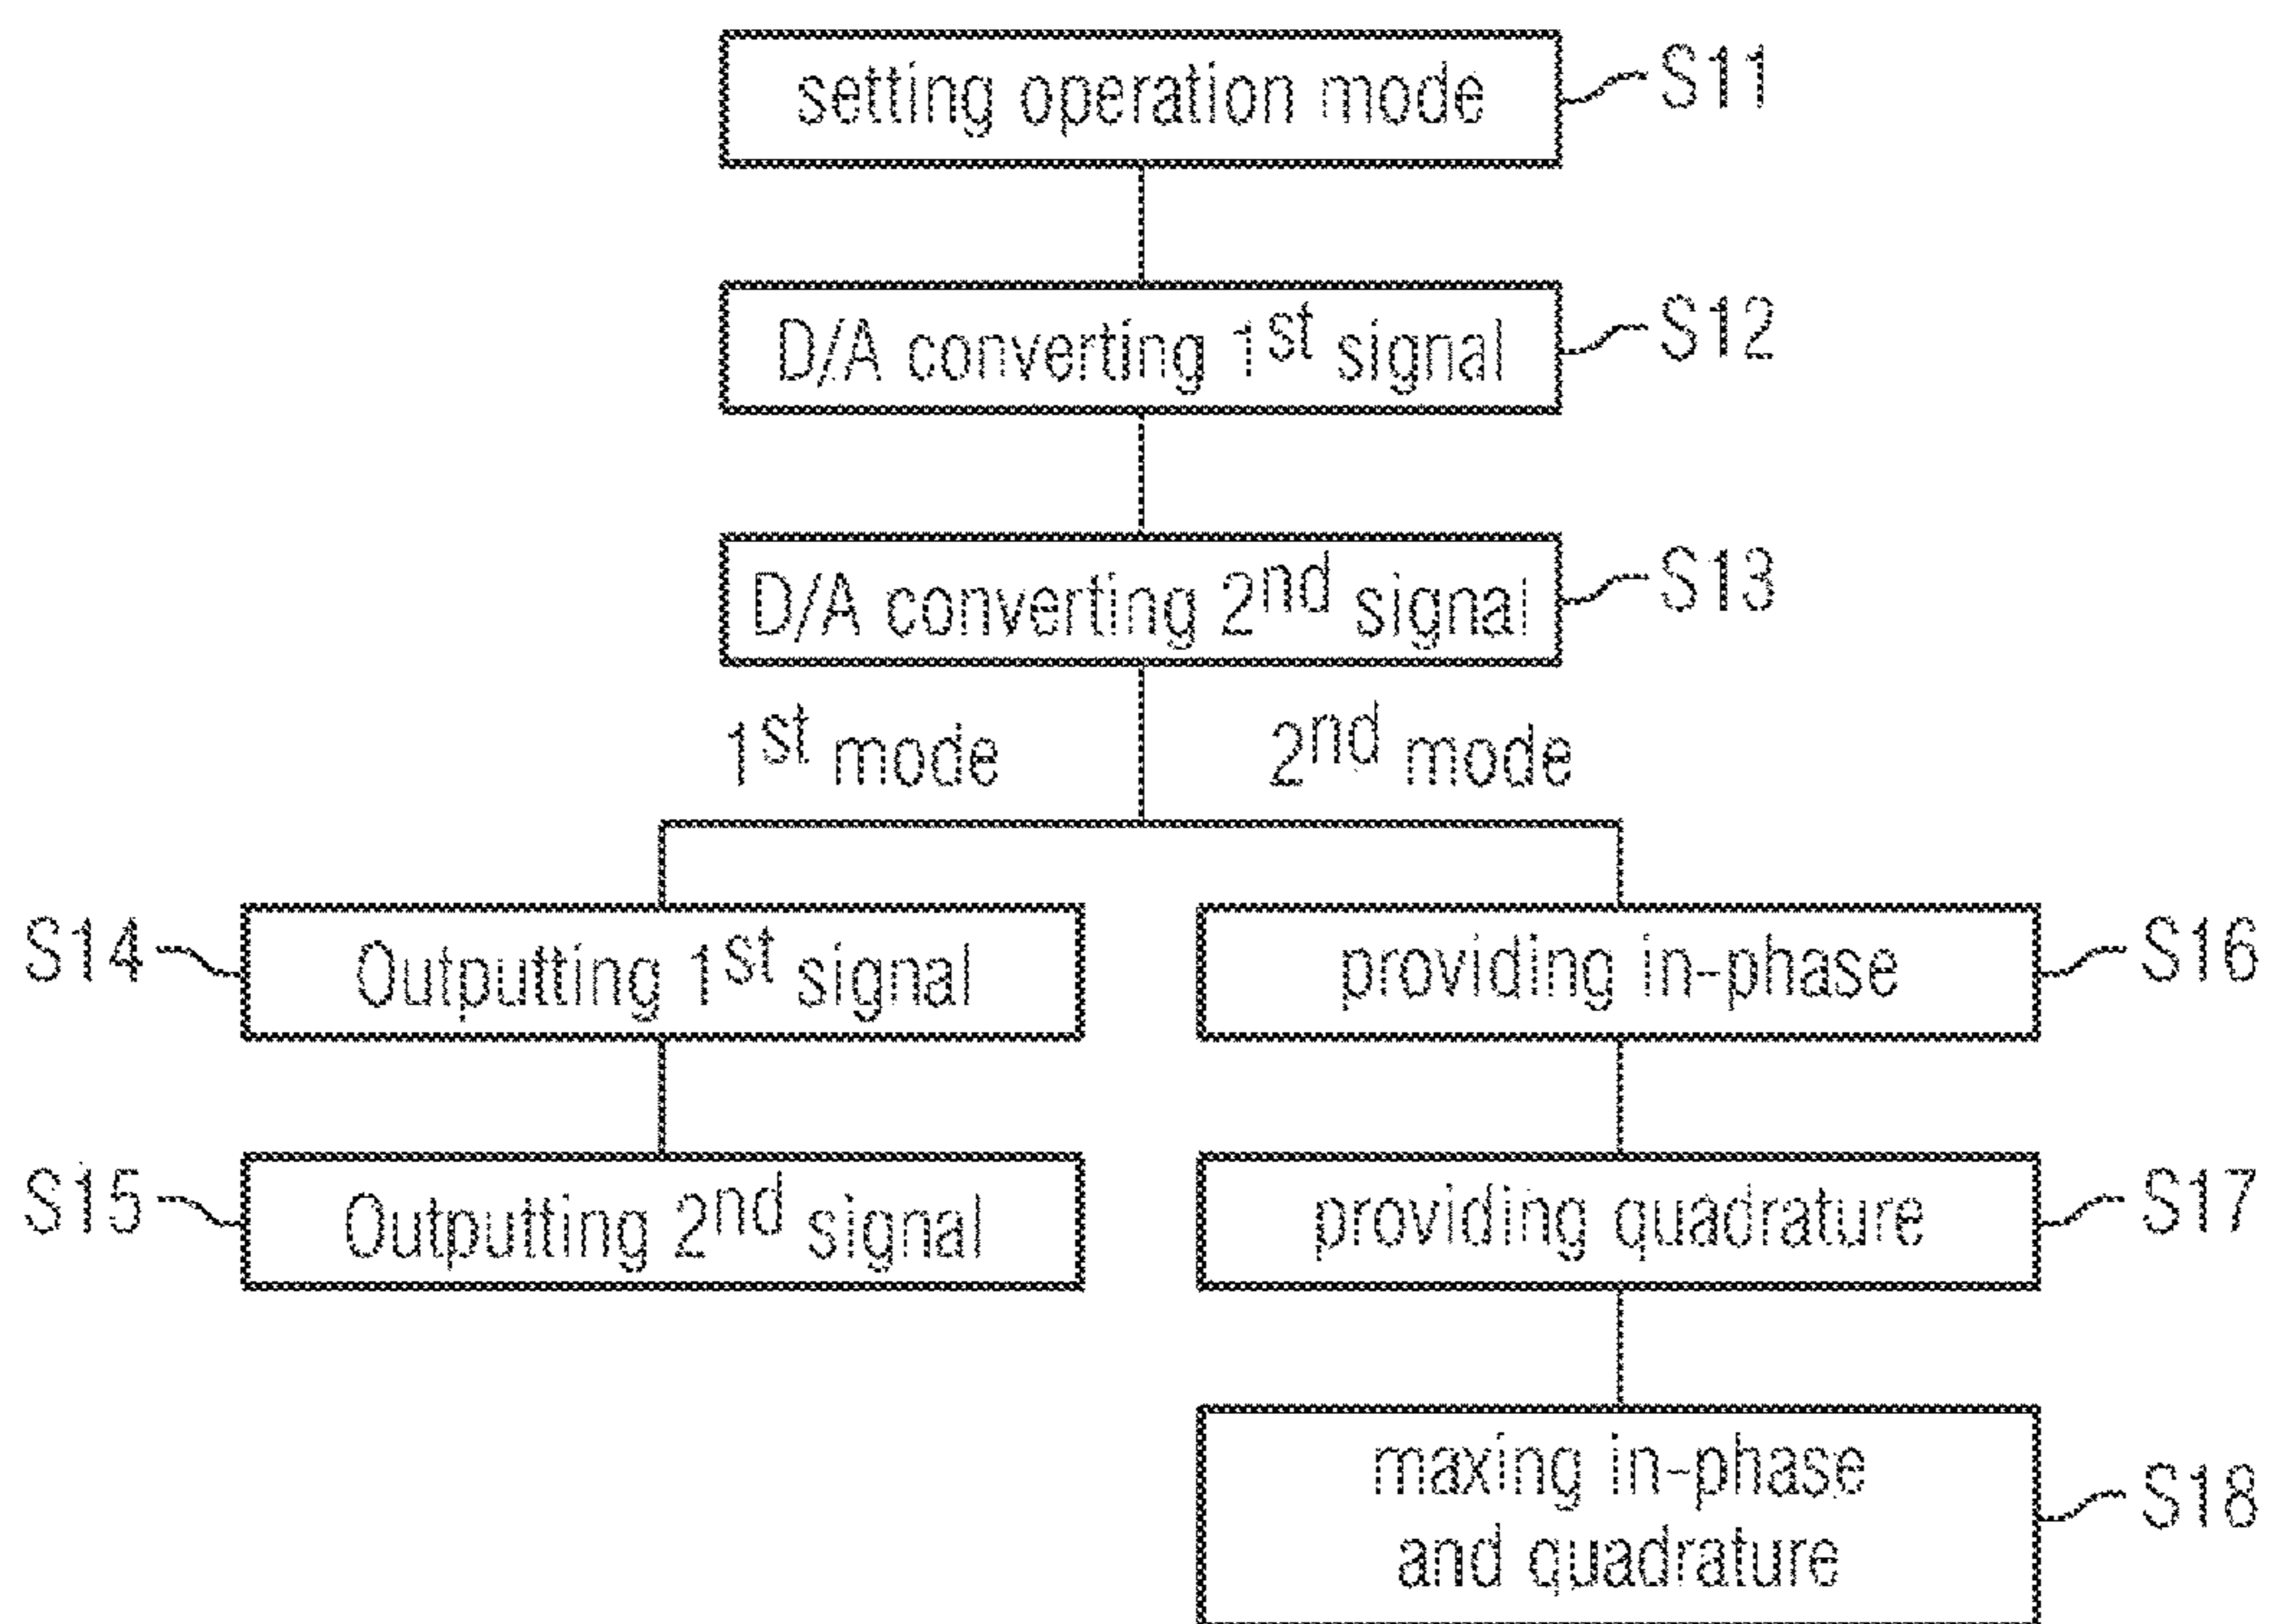 setting operation mode
S11
D/A converting 1st signal
S12
D/A converting 2nd signal
S13
1st mode
2nd mode
S14
Outputting 1st signal
providing in-phase
S16
S15
Outputting 2nd signal
providing quadrature
S17
maxing in-phase
and quadrature
S18